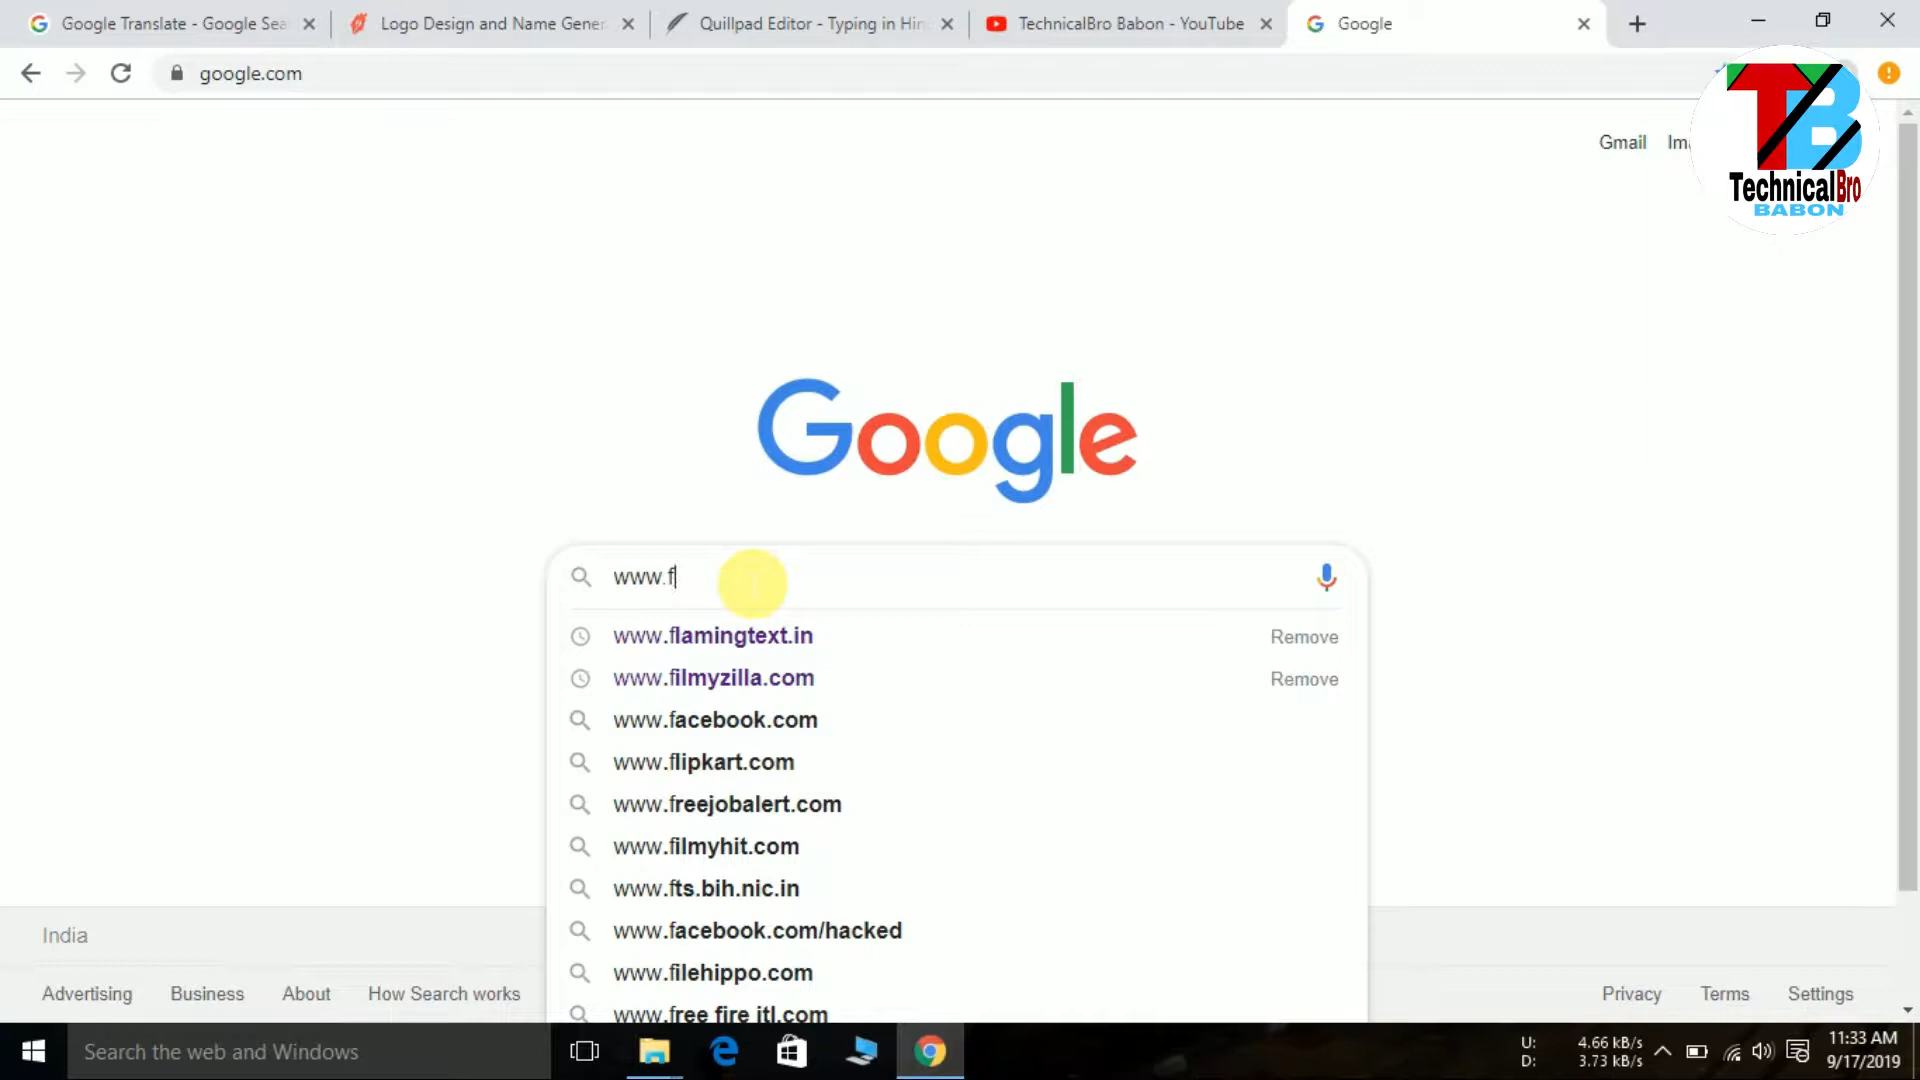 Google Translate - Google Sea
Logo Design and Name Gener
Quillpad Editor - Typing in Hin
TechnicalBro Babon - YouTube
Google
google.com
Gmail
TB
TechnicalBro
BABON
Google
www.f
www.flamingtext.in Remove
www.filmyzilla.com Remove
www.facebook.com
www.flipkart.com
www.freejobalert.com
www.filmyhit.com
www.fts.bih.nic.in
www.facebook.com/hacked
www.filehippo.com
www.free fire itl.com
India
Advertising Business About How Search works Privacy Terms Settings
Search the web and Windows
U: 4.66 kB/s
D: 3.73 kB/s
11:33 AM
9/17/2019